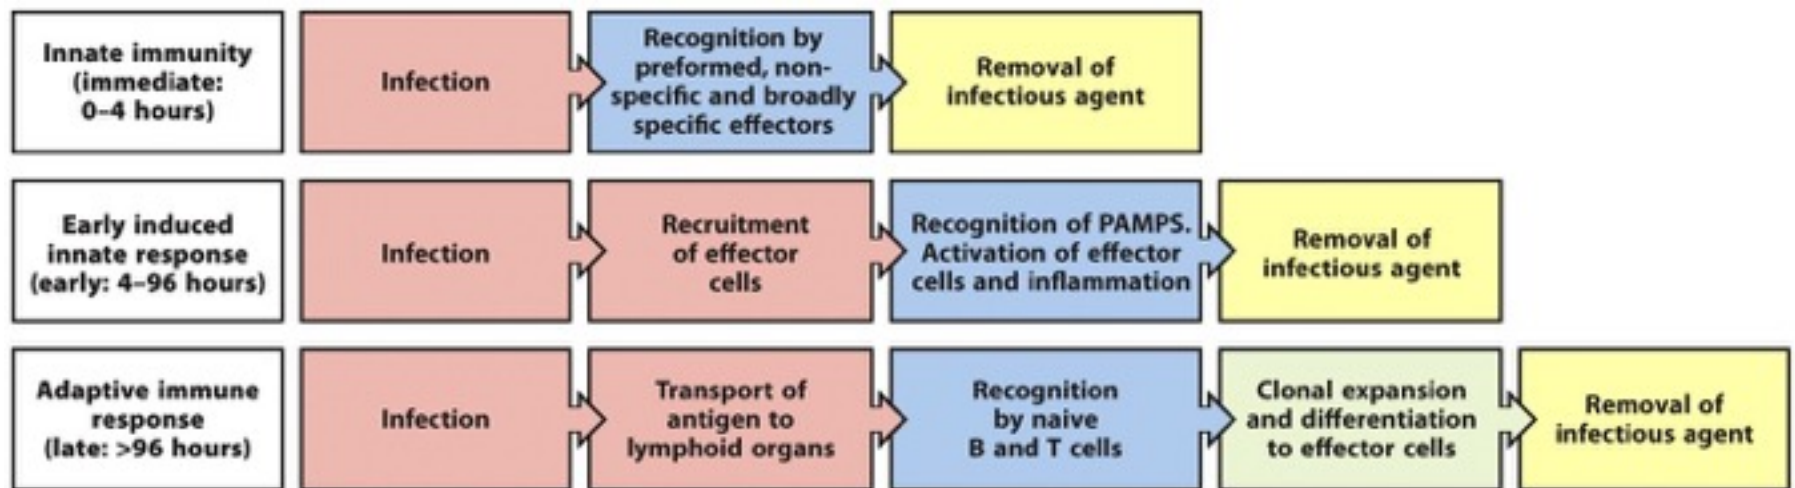 Innate immunity
(immediate:
0–4 hours)
Infection
Recognition by
preformed, non-
specific and broadly
specific effectors
Removal of
infectious agent
Early induced
innate response
(early: 4–96 hours)
Infection
Recruitment
of effector
cells
Recognition of PAMPS.
Activation of effector
cells and inflammation
Removal of
infectious agent
Adaptive immune
response
(late: >96 hours)
Infection
Transport of
antigen to
lymphoid organs
Recognition
by naive
B and T cells
Clonal expansion
and differentiation
to effector cells
Removal of
infectious agent